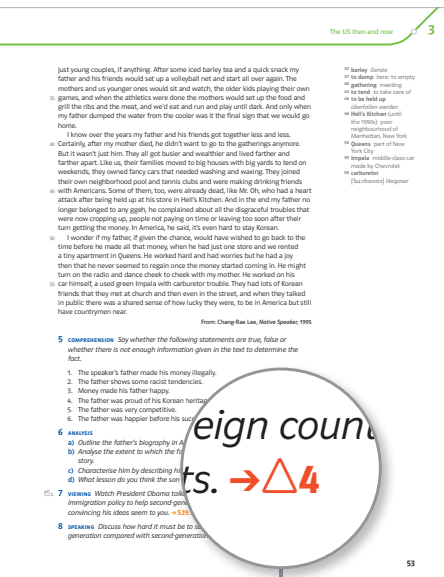 The US then and now 3
just young couples, if anything. After some iced barley tea and a quick snack my
father and his friends would set up a volleyball net and start all over again. The
mothers and us younger ones would sit and watch, the older kids playing their own
35 games, and when the athletics were done the mothers would set up the food and
grill the ribs and the meat, and we'd eat and run and play until dark. And only when
my father dumped the water from the cooler was it the final sign that we would go
home.
I know over the years my father and his friends got together less and less.
40 Certainly, after my mother died, he didn't want to go to the gatherings anymore.
But it wasn't just him. They all got busier and wealthier and lived farther and
farther apart. Like us, their families moved to big houses with big yards to tend on
weekends, they owned fancy cars that needed washing and waxing. They joined
their own neighborhood pool and tennis clubs and were making drinking friends
45 with Americans. Some of them, too, were already dead, like Mr. Oh, who had a heart
attack after being held up at his store in Hell's Kitchen. And in the end my father no
longer belonged to any ggeh, he complained about all the disgraceful troubles that
were now cropping up, people not paying on time or leaving too soon after their
turn getting the money. In America, he said, it's even hard to stay Korean.
50 I wonder if my father, if given the chance, would have wished to go back to the
time before he made all that money, when he had just one store and we rented
a tiny apartment in Queens. He worked hard and had worries but he had a joy
then that he never seemed to regain once the money started coming in. He might
turn on the radio and dance cheek to cheek with my mother. He worked on his
55 car himself, a used green Impala with carburetor trouble. They had lots of Korean
friends that they met at church and then even in the street, and when they talked
in public there was a shared sense of how lucky they were, to be in America but still
have countrymen near.
From: Chang-Rae Lee, Native Speaker, 1995
barley Gerste
37 to dump here: to empty
gathering meeting
42 to tend to take care of
46 to be held up
überfallen werden
46 Hell's Kitchen (until
the 1990s) poor
neighbourhood of
Manhattan, New York
52 Queens part of New
York City
55 Impala middle-class car
made by Chevrolet
55 carburetor
Vergaser
5 COMPREHENSION Say whether the following statements are true, false or
whether there is not enough information given in the text to determine the
fact.
1. The speaker's father made his money illegally.
2. The father shows some racist tendencies.
3. Money made his father happy.
4. The father was proud of his Korean heritag
5. The father was very competitive.
6. The father was happier before his succ
6 ANALYSIS
a) Outline the father's biography in A
b) Analyse the extent to which the fa
story.
c) Characterise him by describing hi
d) What lesson do you think the son
7 VIEWING Watch President Obama talk
immigration policy to help second-gene
convincing his ideas seem to you.
8 SPEAKING Discuss how hard it must be to su
generation compared with second-generation
eign count
ts. →△4
53